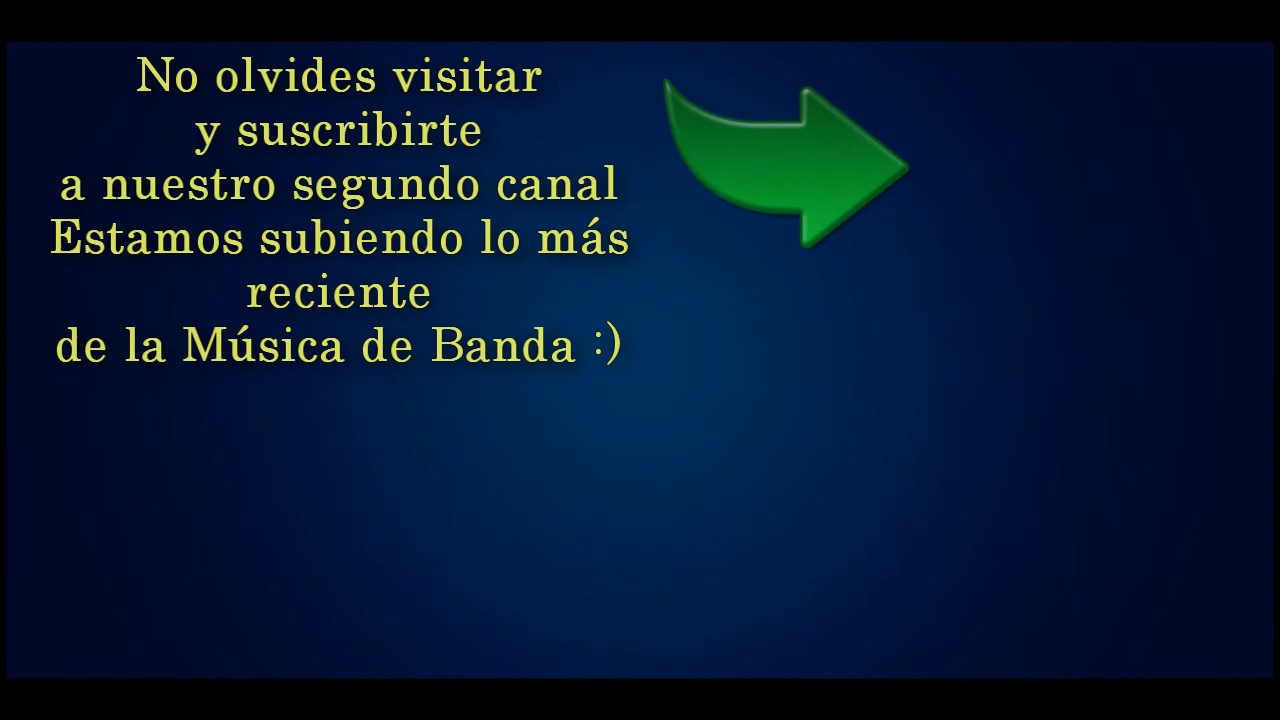 No olvides visitar
y suscribirte
a nuestro segundo canal
Estamos subiendo lo más
reciente
de la Música de Banda :)